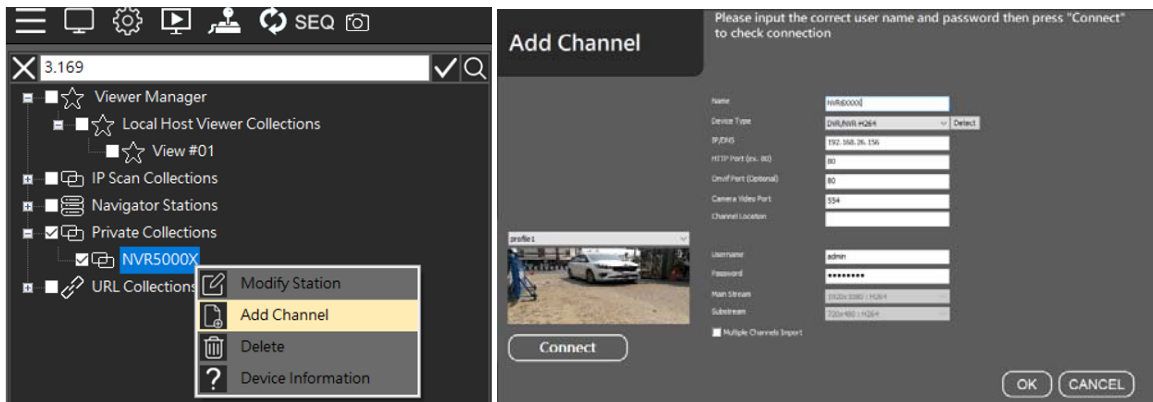 SEQ
3.169
Viewer Manager
Local Host Viewer Collections
View #01
IP Scan Collections
Navigator Stations
Private Collections
NVR5000X
URL Collections
Modify Station
Add Channel
Delete
Device Information
Add Channel
Please input the correct user name and password then press "Connect"
to check connection
Name
Device Type DVR/NVR-H264 Detect
IP/DNS 192.168.26.156
HTTP Port (ex. 80) 80
Onvif Port (Optional) 80
Camera Video Port 554
Channel Location
profile1
Username admin
Password ••••••••
Main Stream 1920x1080 : H264
Substream 720x480 : H264
Multiple Channels Import
Connect
OK CANCEL